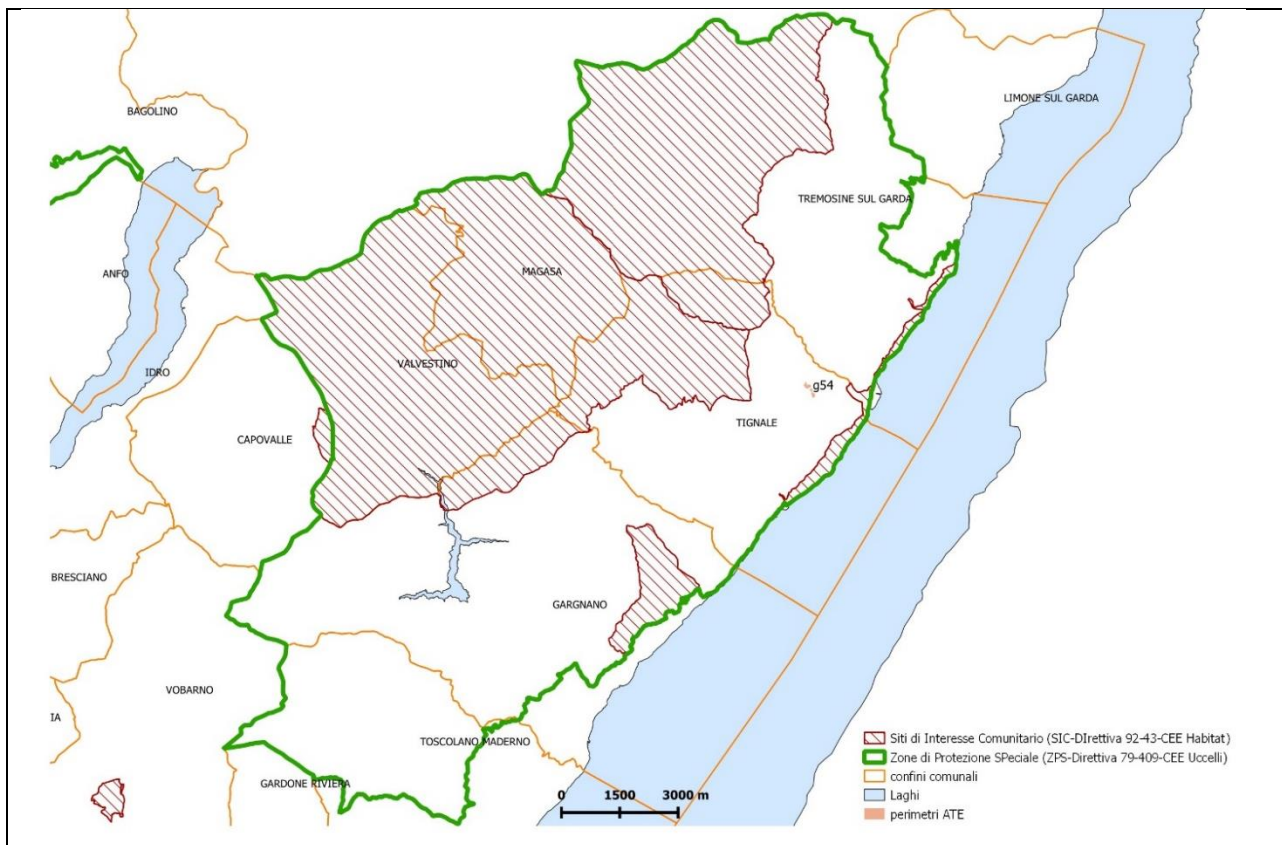 BAGOLINO
LIMONE SUL GARDA
TREMOSINE SUL GARDA
ANFO
MAGASA
VALVESTINO
IDRO
g54
CAPOVALLE
TIGNALE
BRESCIANO
GARGNANO
VOBARNO
IA
TOSCOLANO MADERNO
GARDONE RIVIERA
0 1500 3000 m
Siti di Interesse Comunitario (SIC-DIrettiva 92-43-CEE Habitat)
Zone di Protezione SPeciale (ZPS-Direttiva 79-409-CEE Uccelli)
confini comunali
Laghi
perimetri ATE